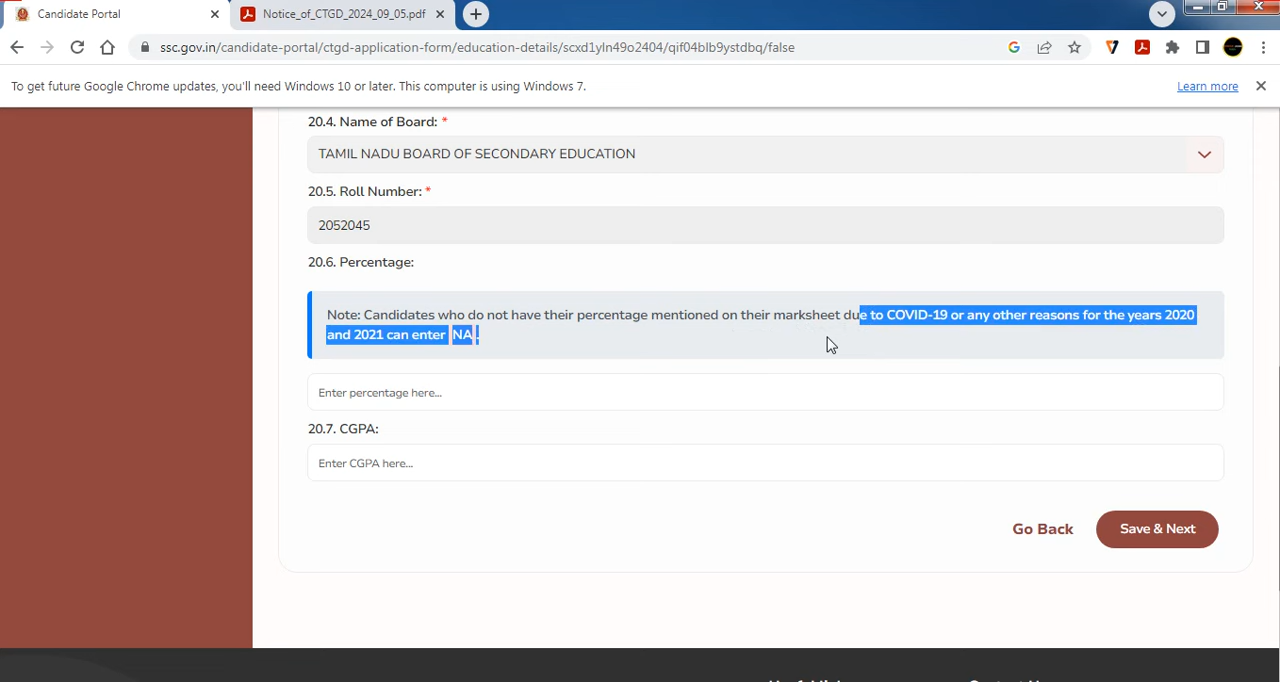 Candidate Portal
Notice_of_CTGD_2024_09_05.pdf
ssc.gov.in/candidate-portal/ctgd-application-form/education-details/scxd1yln49o2404/qif04blb9ystdbq/false
To get future Google Chrome updates, you'll need Windows 10 or later. This computer is using Windows 7.
Learn more
20.4. Name of Board: *
TAMIL NADU BOARD OF SECONDARY EDUCATION
20.5. Roll Number: *
2052045
20.6. Percentage:
Note: Candidates who do not have their percentage mentioned on their marksheet due to COVID-19 or any other reasons for the years 2020
and 2021 can enter NA .
Enter percentage here...
20.7. CGPA:
Enter CGPA here...
Go Back
Save & Next